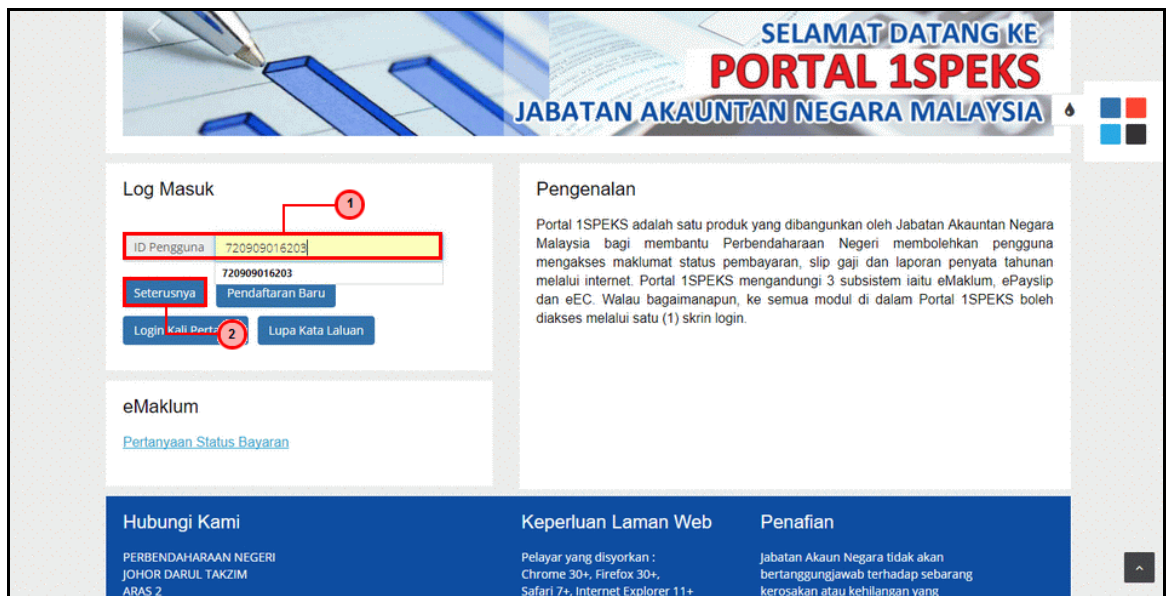 SELAMAT DATANG KE
PORTAL 1SPEKS
JABATAN AKAUNTAN NEGARA MALAYSIA
Log Masuk
1
ID Pengguna 720909016203
720909016203
Seterusnya Pendaftaran Baru
Login Kali 2 Lupa Kata Laluan
eMaklum
Pertanyaan Status Bayaran
Pengenalan
Portal 1SPEKS adalah satu produk yang dibangunkan oleh Jabatan Akauntan Negara
Malaysia bagi membantu Perbendaharaan Negeri membolehkan pengguna
mengakses maklumat status pembayaran, slip gaji dan laporan penyata tahunan
melalui internet. Portal 1SPEKS mengandungi 3 subsistem iaitu eMaklum, ePayslip
dan eEC. Walau bagaimanapun, ke semua modul di dalam Portal 1SPEKS boleh
diakses melalui satu (1) skrin login.
Hubungi Kami
PERBENDAHARAAN NEGERI
JOHOR DARUL TAKZIM
ARAS 2
Keperluan Laman Web
Pelayar yang disyorkan :
Chrome 30+, Firefox 30+,
Safari 7+, Internet Explorer 11+
Penafian
Jabatan Akaun Negara tidak akan
bertanggungjawab terhadap sebarang
kerosakan atau kehilangan yang